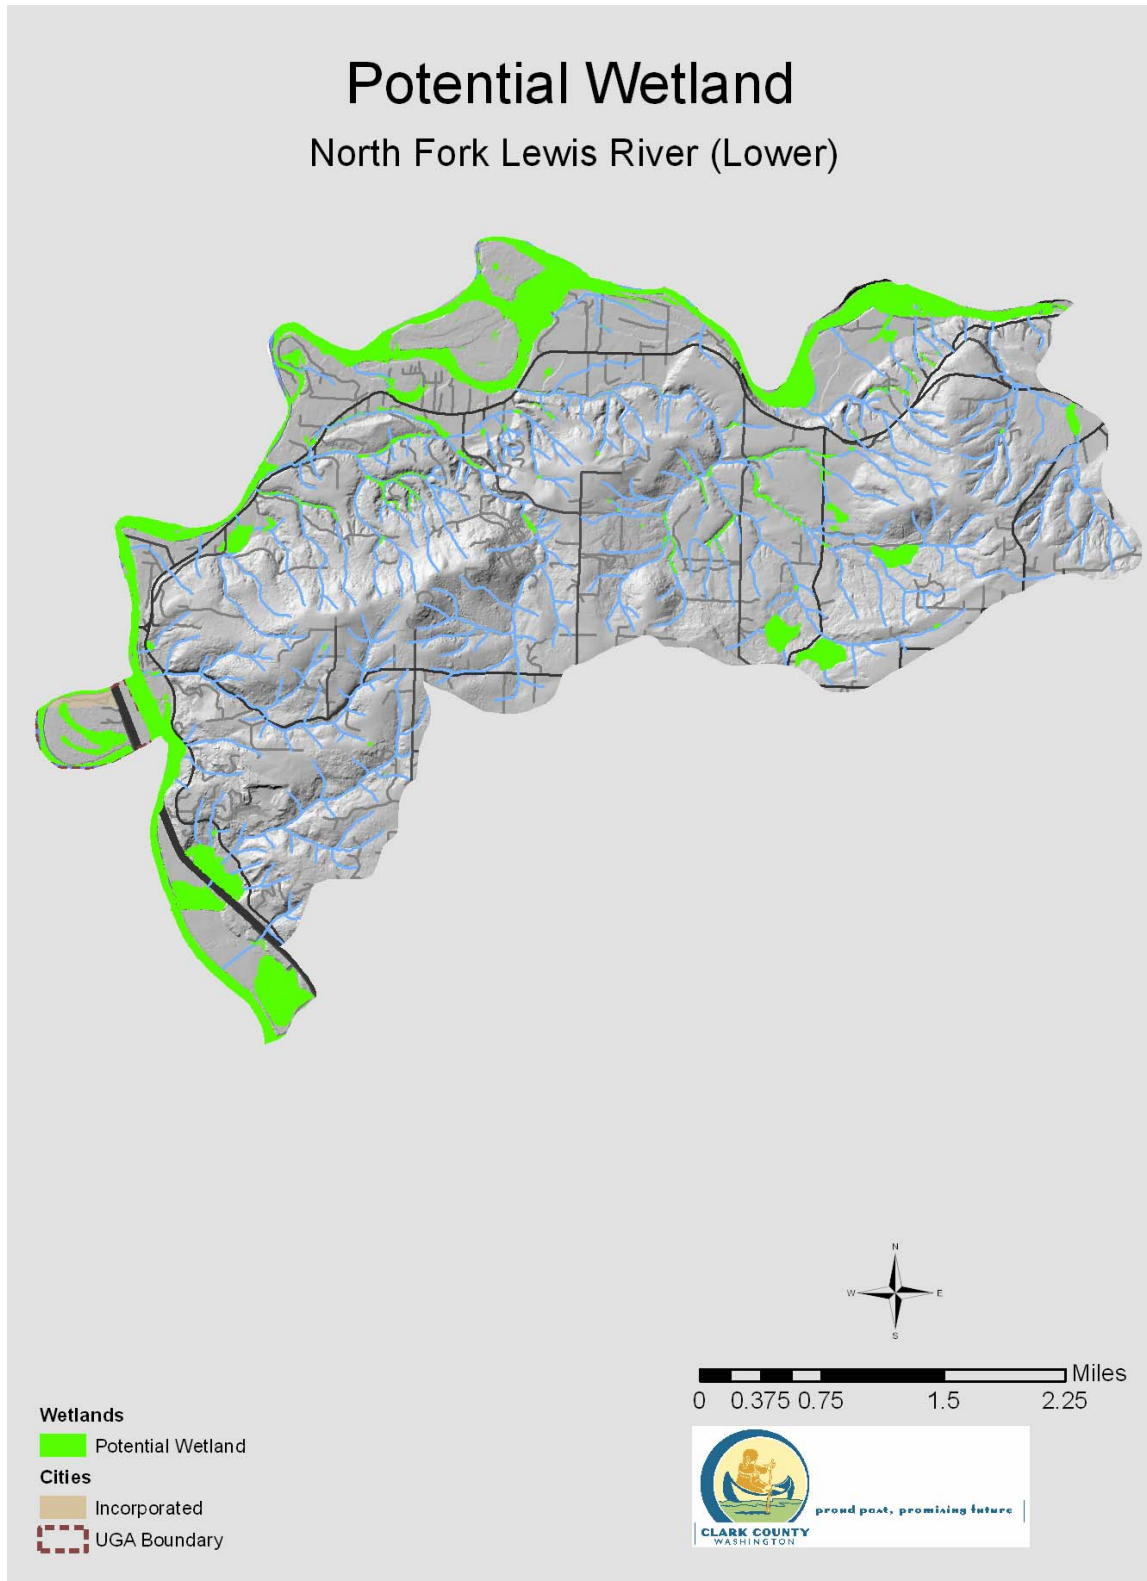 Potential Wetland
North Fork Lewis River (Lower)
N
W E
S
Miles
0 0.375 0.75 1.5 2.25
Wetlands
Potential Wetland
Cities
Incorporated
UGA Boundary
proud past, promising future
CLARK COUNTY
WASHINGTON